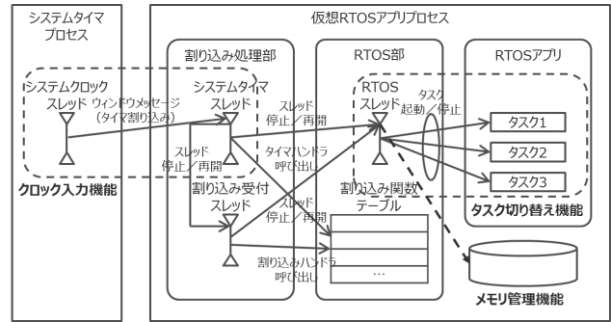 システムタイマ
プロセス
仮想RTOSアプリプロセス
割り込み処理部
RTOS部
RTOSアプリ
システムクロック
スレッド
ウィンドウメッセージ
(タイマ割り込み)
システムタイマ
スレッド
スレッド
停止/再開
RTOS
スレッド
タスク
起動/停止
タスク1
タスク2
タスク3
スレッド
停止/再開
タイマハンドラ
呼び出し
クロック入力機能
割り込み受付
スレッド
スレッド
停止/再開
割り込み関数
テーブル
タスク切り替え機能
割り込みハンドラ
呼び出し
…
メモリ管理機能